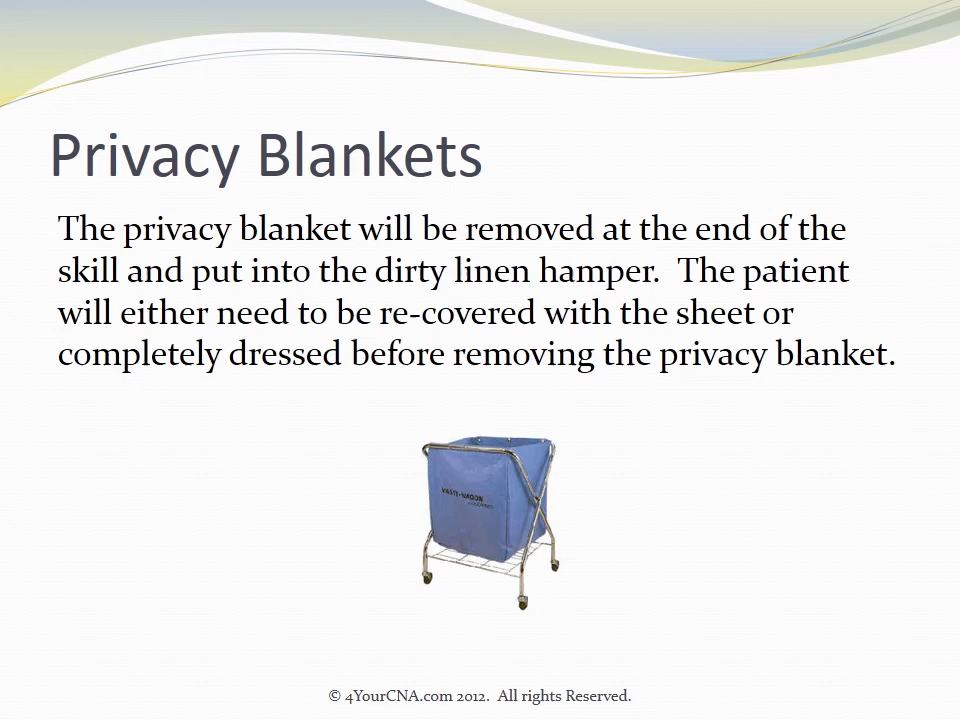 Privacy Blankets
The privacy blanket will be removed at the end of the
skill and put into the dirty linen hamper.  The patient
will either need to be re-covered with the sheet or
completely dressed before removing the privacy blanket.
WASTE-WAGON
© 4YourCNA.com 2012.  All rights Reserved.